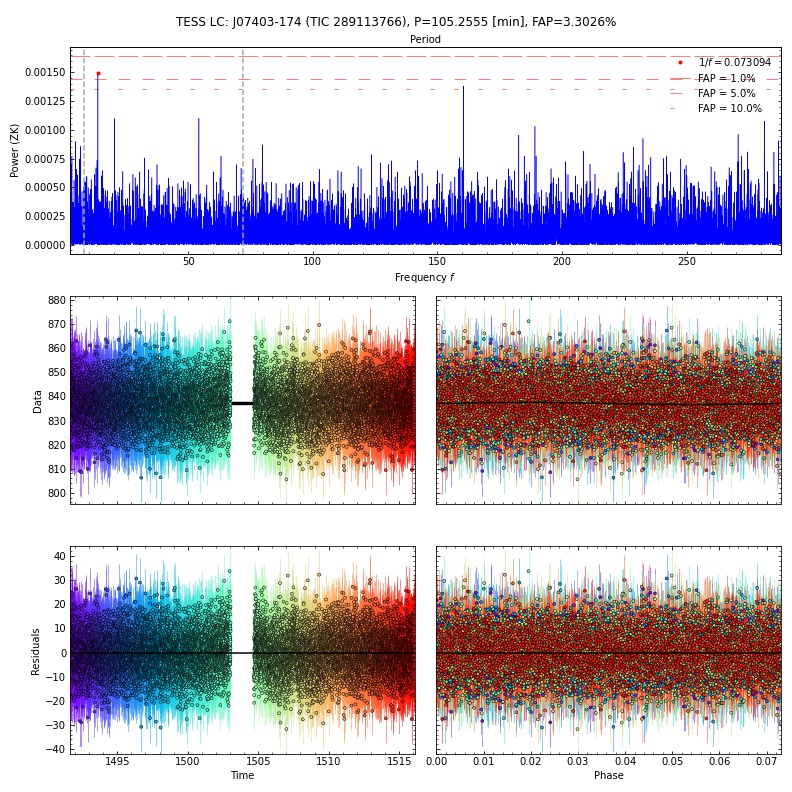 TESS LC: J07403-174 (TIC 289113766), P=105.2555 [min], FAP=3.3026%
Period
Power (ZK)
0.00150
0.00125
0.00100
0.00075
0.00050
0.00025
0.00000
1/f = 0.073094
FAP = 1.0%
FAP = 5.0%
FAP = 10.0%
50 100 150 200 250
Frequency f
Data
880
870
860
850
840
830
820
810
800
Residuals
40
30
20
10
0
−10
−20
−30
−40
1495 1500 1505 1510 1515
Time
0.00 0.01 0.02 0.03 0.04 0.05 0.06 0.07
Phase